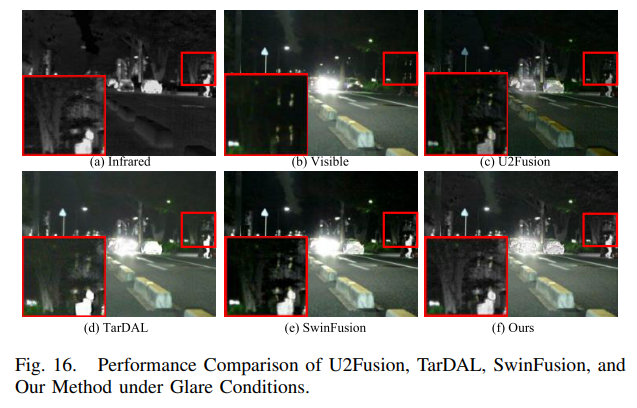 (a) Infrared
(b) Visible
(c) U2Fusion
(d) TarDAL
(e) SwinFusion
(f) Ours
Fig. 16. Performance Comparison of U2Fusion, TarDAL, SwinFusion, and
Our Method under Glare Conditions.